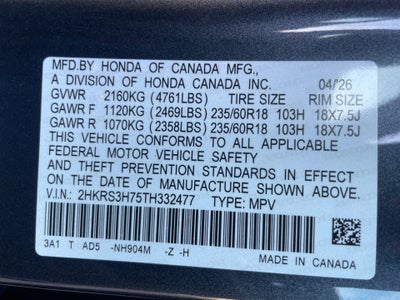 MFD.BY HONDA OF CANADA MFG.,
A DIVISION OF HONDA CANADA INC. 04/26
GVWR 2160KG (4761LBS) TIRE SIZE RIM SIZE
GAWR F 1120KG (2469LBS) 235/60R18 103H 18X7.5J
GAWR R 1070KG (2358LBS) 235/60R18 103H 18X7.5J
THIS VEHICLE CONFORMS TO ALL APPLICABLE
FEDERAL MOTOR VEHICLE SAFETY
AND THEFT PREVENTION STANDARDS IN EFFECT
ON THE DATE OF MANUFACTURE SHOWN ABOVE.
V.I.N.: 2HKRS3H75TH332477 TYPE: MPV
3A1 T AD5 -NH904M -Z -H